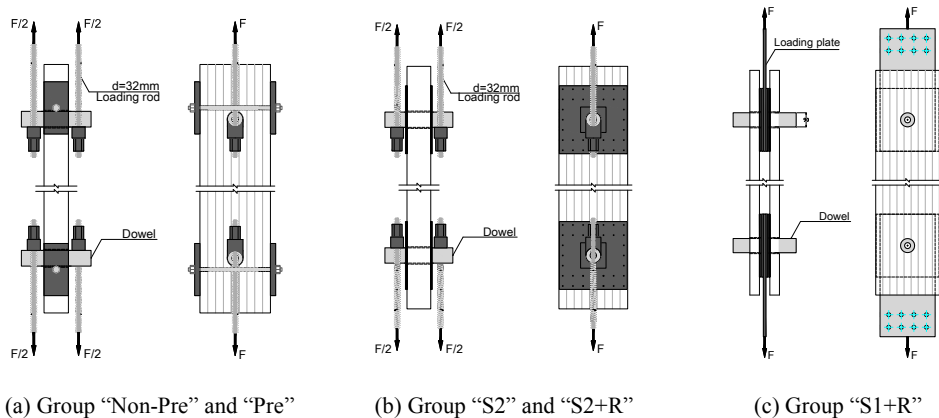 F/2 F/2 F
d=32mm
Loading rod
Dowel
F/2 F/2 F
F/2 F/2 F
d=32mm
Loading rod
Dowel
F/2 F/2 F
F F
Loading plate
Dowel
F F
(a) Group “Non-Pre” and “Pre”
(b) Group “S2” and “S2+R”
(c) Group “S1+R”